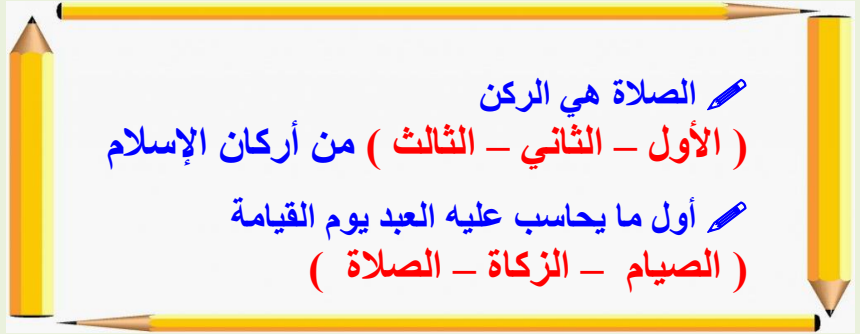 الصلاة هي الركن
( الأول – الثاني – الثالث ) من أركان الإسلام
أول ما يحاسب عليه العبد يوم القيامة
( الصيام – الزكاة – الصلاة )